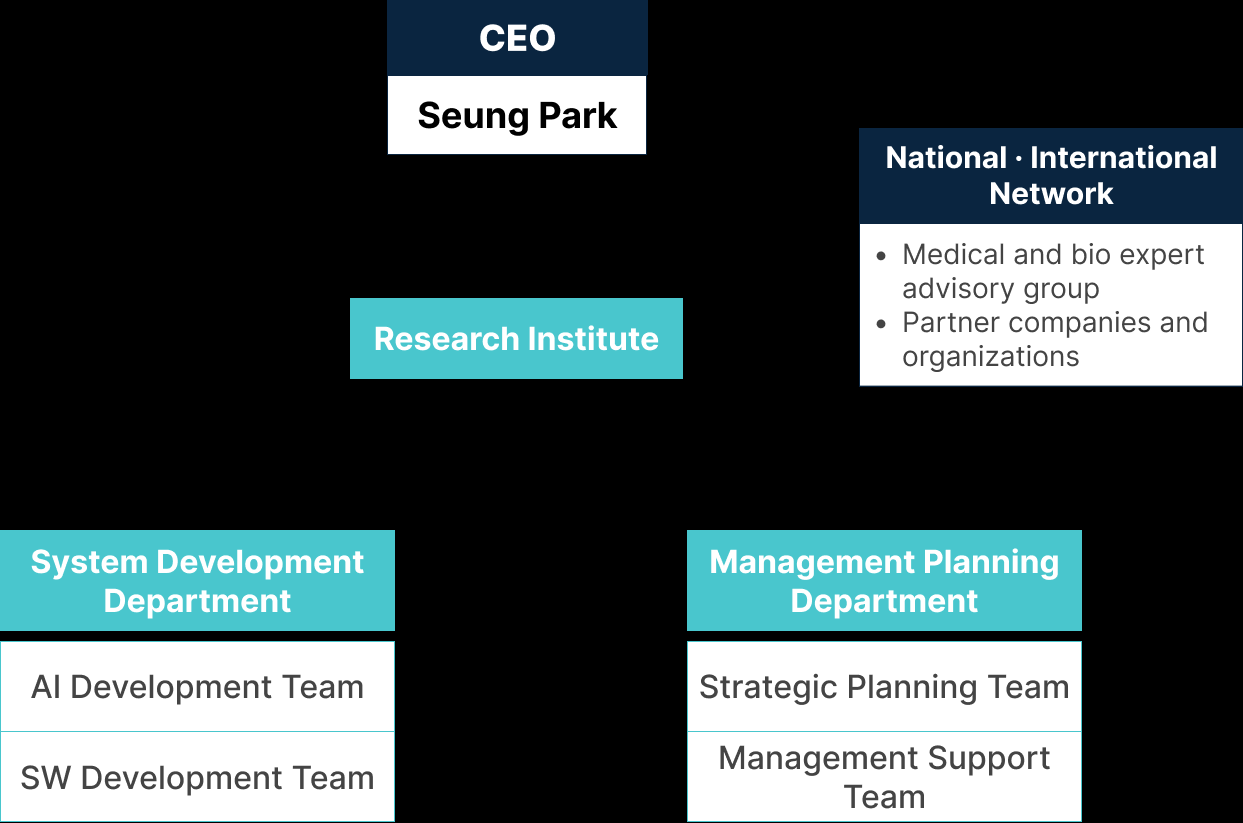 CEO
Seung Park
National · International
Network
• Medical and bio expert
advisory group
• Partner companies and
organizations
Research Institute
System Development
Department
AI Development Team
SW Development Team
Management Planning
Department
Strategic Planning Team
Management Support
Team